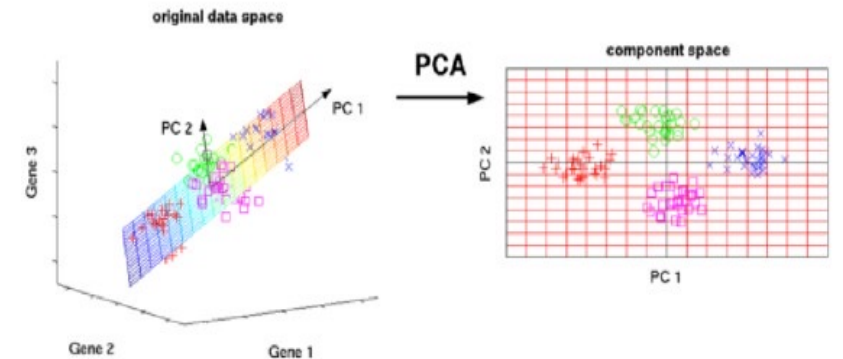 original data space
PC 1
PC 2
Gene 3
Gene 2
Gene 1
PCA
component space
PC 2
PC 1